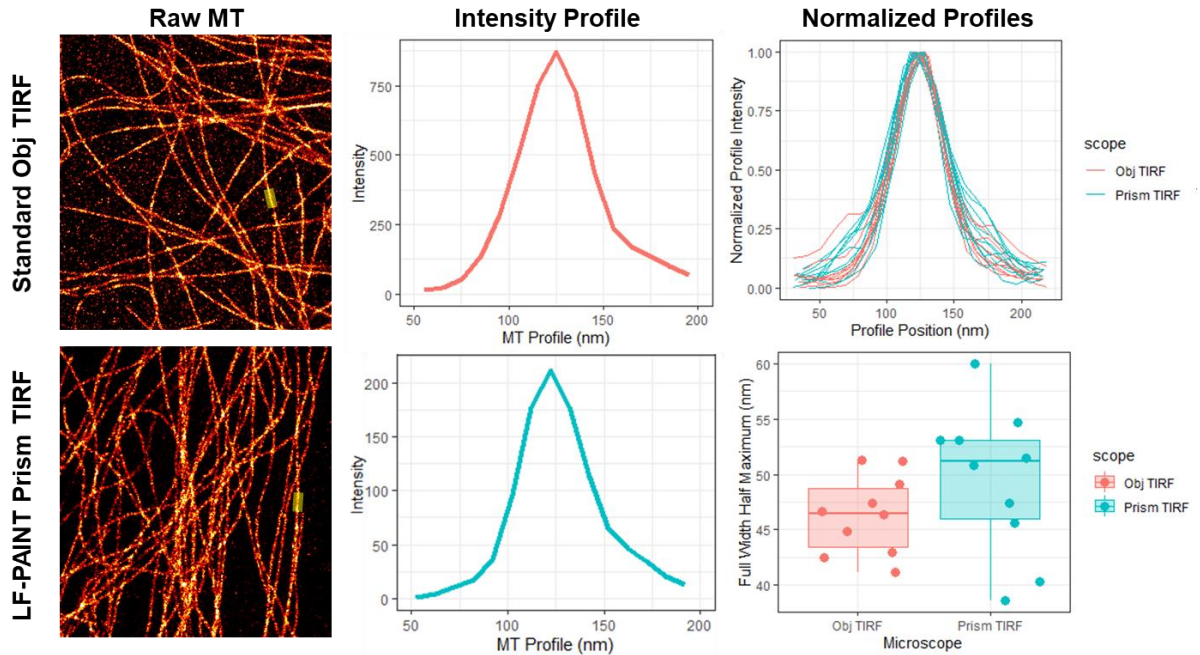 Raw MT
Intensity Profile
Normalized Profiles
Standard Obj TIRF
LF-PAINT Prism TIRF
Intensity
750
500
250
0
50
100
150
200
MT Profile (nm)
Normalized Profile Intensity
1.00
0.75
0.50
0.25
0.00
50
100
150
200
Profile Position (nm)
scope
Obj TIRF
Prism TIRF
Intensity
200
150
100
50
0
50
100
150
200
MT Profile (nm)
Full Width Half Maximum (nm)
60
55
50
45
40
Obj TIRF
Prism TIRF
Microscope
scope
Obj TIRF
Prism TIRF